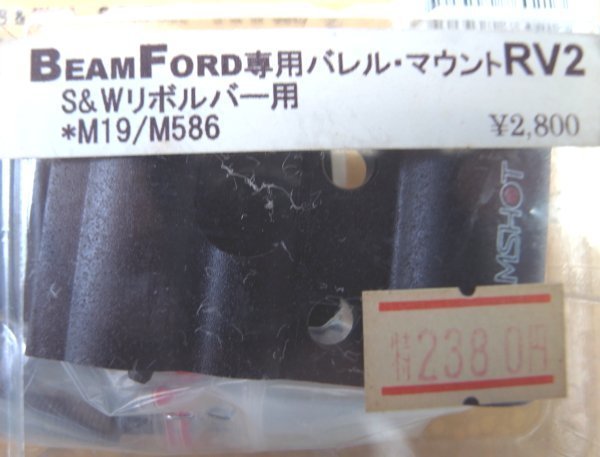 BEAMFORD専用バレル・マウントRV2
S&Wリボルバー用
*M19/M586 ¥2,800
MSHOT
特2380円